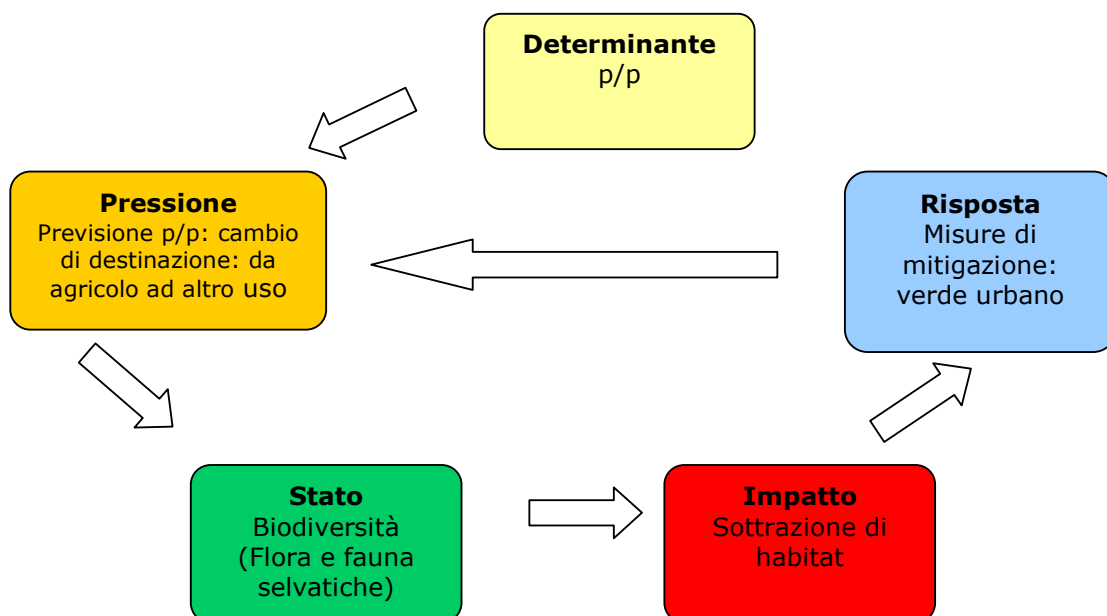 Determinante
p/p
Pressione
Previsione p/p: cambio
di destinazione: da
agricolo ad altro uso
Risposta
Misure di
mitigazione:
verde urbano
Stato
Biodiversità
(Flora e fauna
selvatiche)
Impatto
Sottrazione di
habitat